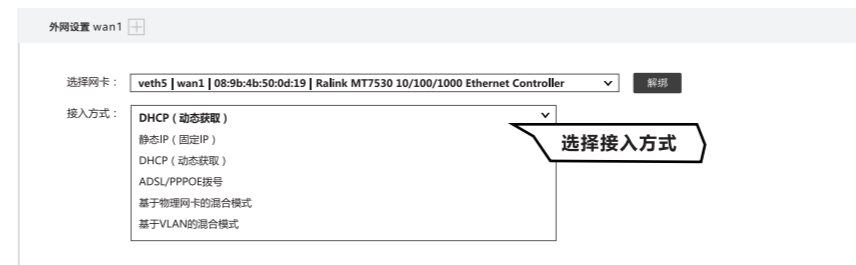 外网设置 wan1
选择网卡： veth5 | wan1 | 08:9b:4b:50:0d:19 | Ralink MT7530 10/100/1000 Ethernet Controller 解绑
接入方式： DHCP（动态获取）
静态IP（固定IP）
选择接入方式
DHCP（动态获取）
ADSL/PPPOE拨号
基于物理网卡的混合模式
基于VLAN的混合模式